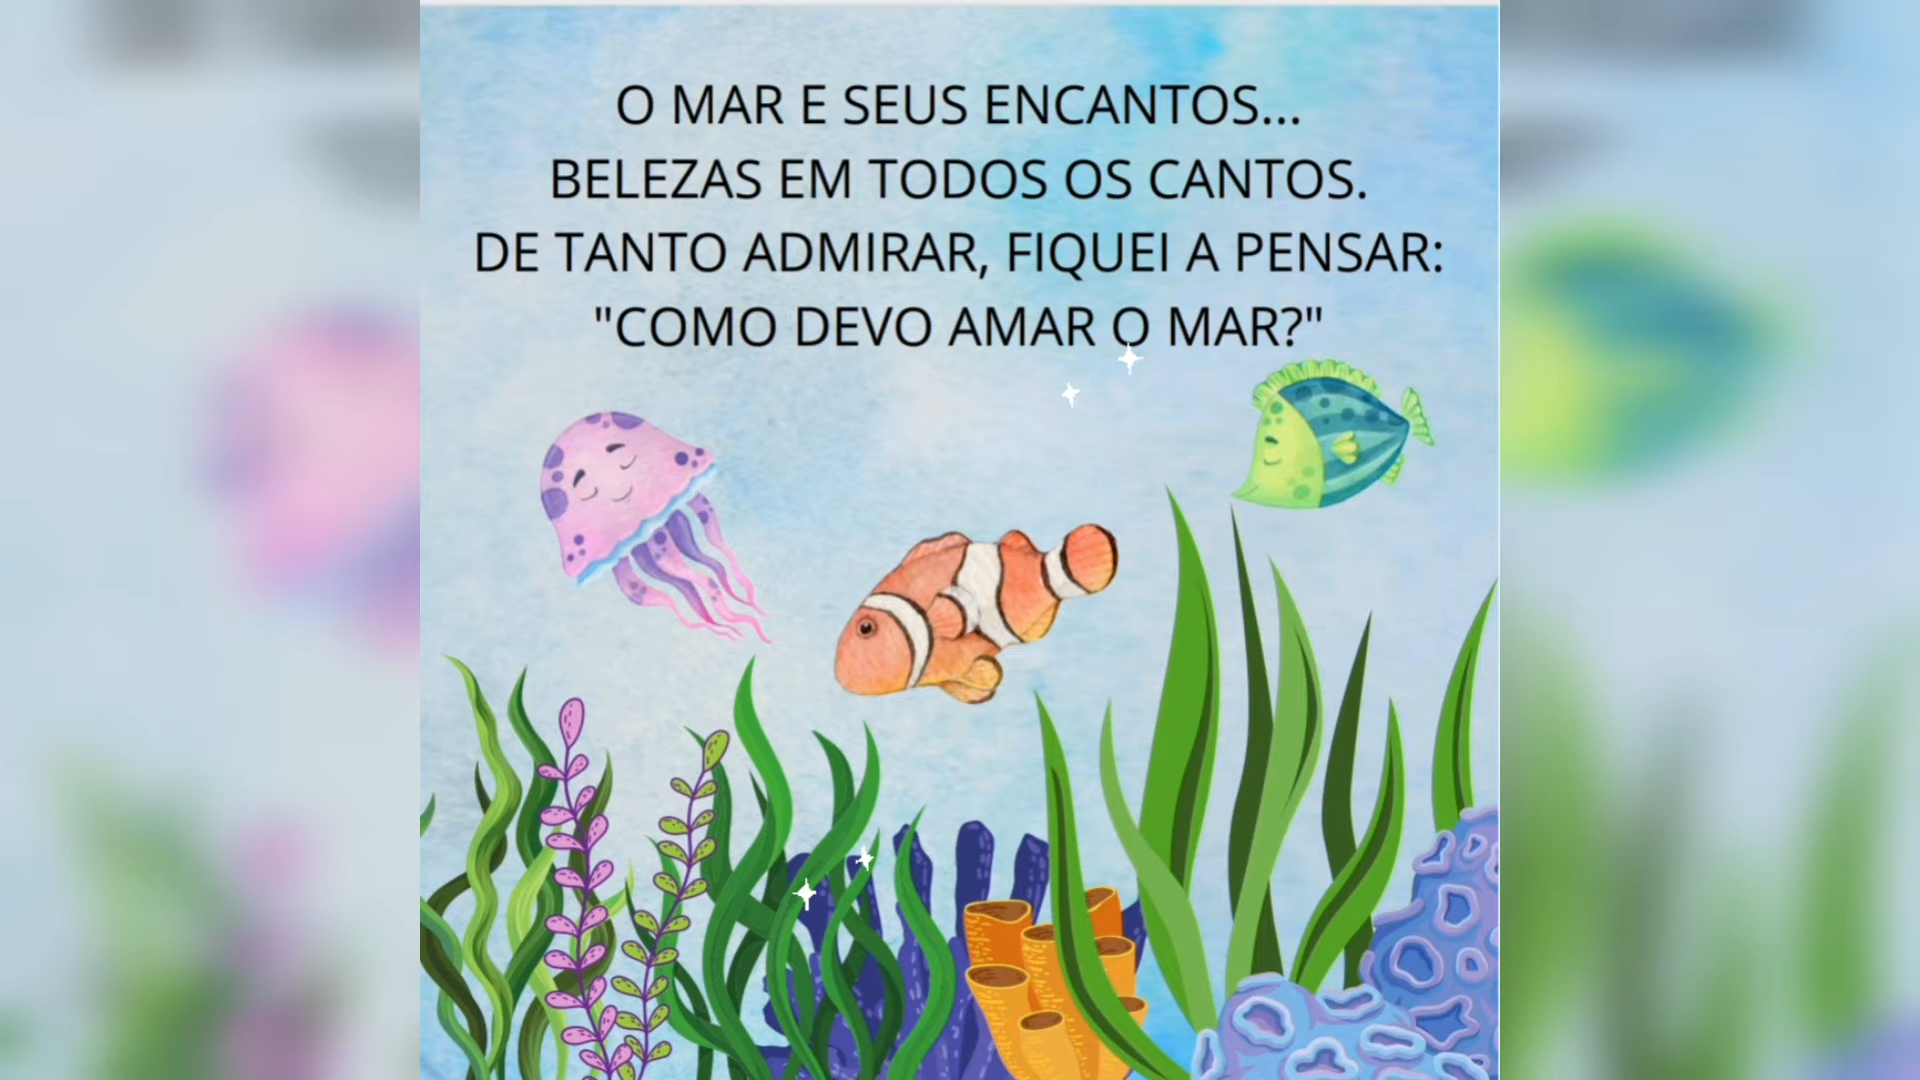 O MAR E SEUS ENCANTOS...
BELEZAS EM TODOS OS CANTOS.
DE TANTO ADMIRAR, FIQUEI A PENSAR:
"COMO DEVO AMAR O MAR?"